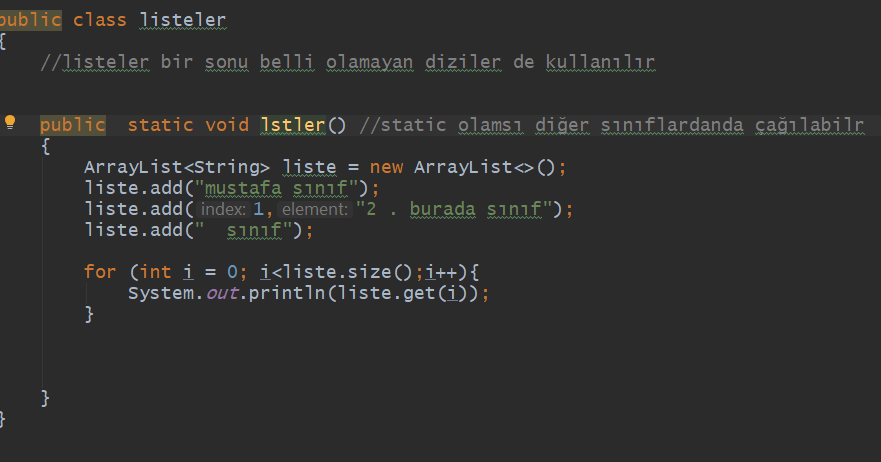 public class listeler
{
//listeler bir sonu belli olamayan diziler de kullanılır
public static void lstler() //static olamsı diğer sınıflardanda çağılabilr
{
ArrayList<String> liste = new ArrayList<>();
liste.add("mustafa sınıf");
liste.add( index: 1, element: "2 . burada sınıf");
liste.add("  sınıf");
for (int i = 0; i<liste.size();i++){
System.out.println(liste.get(i));
}
}
}